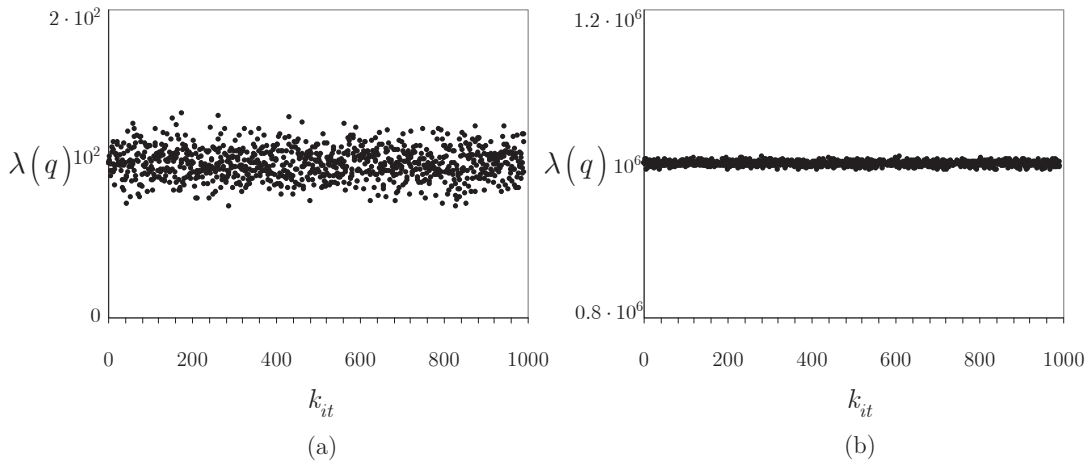 2 · 10²
λ(q) 10²
0
0 200 400 600 800 1000
k_it
(a)
1.2 · 10⁶
λ(q) 10⁶
0.8 · 10⁶
0 200 400 600 800 1000
k_it
(b)